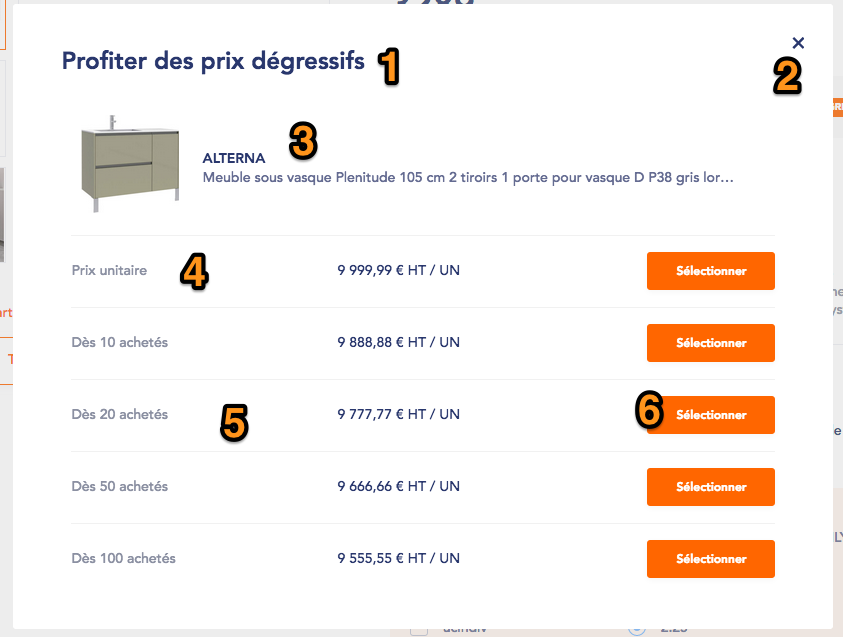 Profiter des prix dégressifs 1
2
3
ALTERNA
Meuble sous vasque Plenitude 105 cm 2 tiroirs 1 porte pour vasque D P38 gris lor…
Prix unitaire 4 9 999,99 € HT / UN Sélectionner
Dès 10 achetés 9 888,88 € HT / UN Sélectionner
Dès 20 achetés 5 9 777,77 € HT / UN 6 Sélectionner
Dès 50 achetés 9 666,66 € HT / UN Sélectionner
Dès 100 achetés 9 555,55 € HT / UN Sélectionner